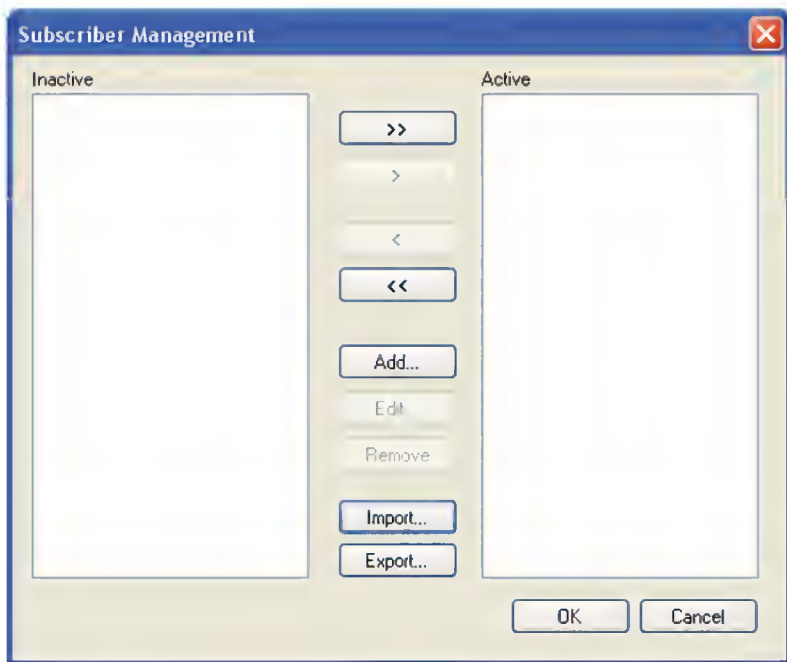 Subscriber Management
Inactive
Active
>>
>
<
<<
Add...
Edit
Remove
Import...
Export...
OK
Cancel